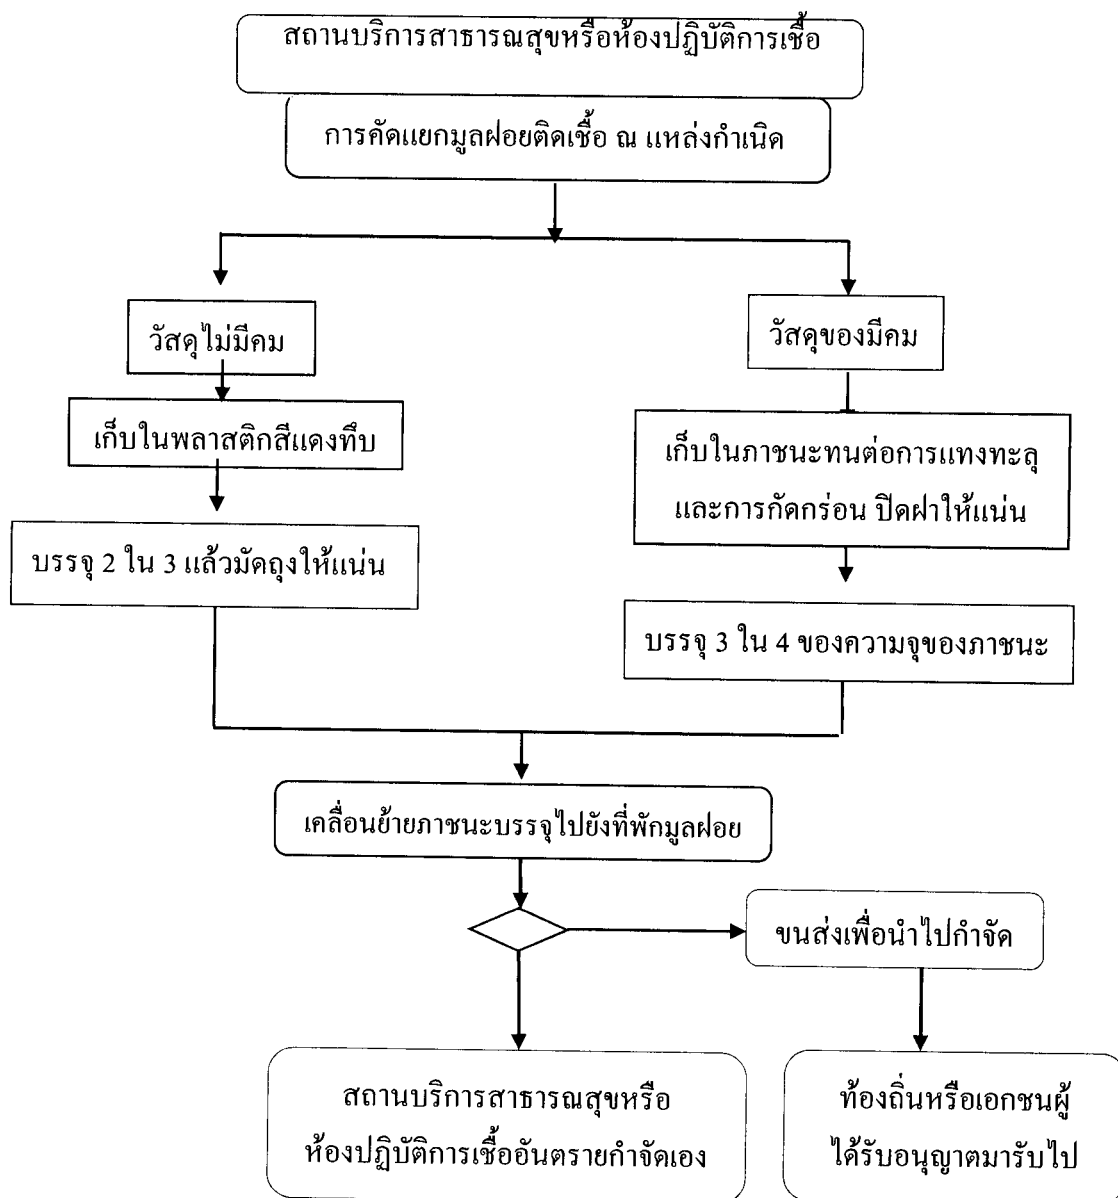 สถานบริการสาธารณสุขหรือห้องปฏิบัติการเชื้อ
การคัดแยกมูลฝอยติดเชื้อ ณ แหล่งกำเนิด
วัสดุไม่มีคม
วัสดุของมีคม
เก็บในพลาสติกสีแดงทึบ
เก็บในภาชนะทนต่อการแทงทะลุ
และการกัดกร่อน ปิดฝาให้แน่น
บรรจุ 2 ใน 3 แล้วมัดถุงให้แน่น
บรรจุ 3 ใน 4 ของความจุของภาชนะ
เคลื่อนย้ายภาชนะบรรจุไปยังที่พักมูลฝอย
ขนส่งเพื่อนำไปกำจัด
สถานบริการสาธารณสุขหรือ
ห้องปฏิบัติการเชื้ออันตรายกำจัดเอง
ท้องถิ่นหรือเอกชนผู้
ได้รับอนุญาตมารับไป